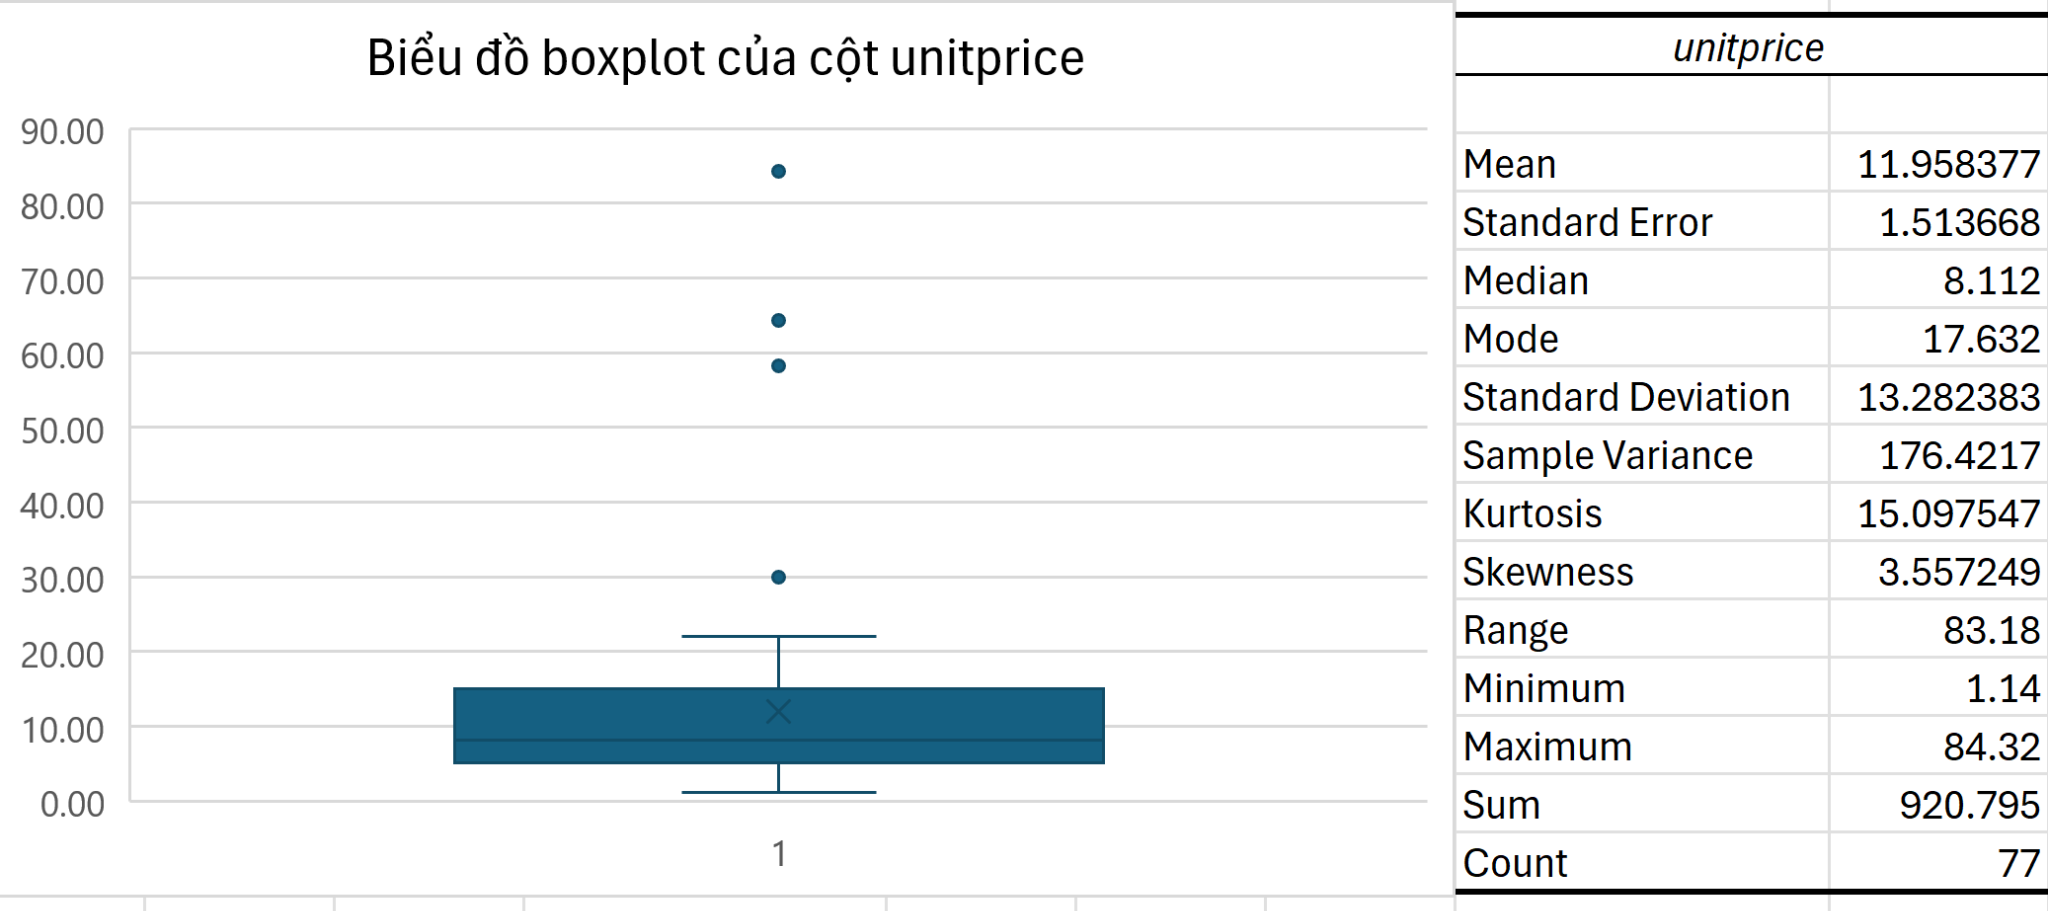 Biểu đồ boxplot của cột unitprice
90.00
80.00
70.00
60.00
50.00
40.00
30.00
20.00
10.00
0.00
1
unitprice
Mean 11.958377
Standard Error 1.513668
Median 8.112
Mode 17.632
Standard Deviation 13.282383
Sample Variance 176.4217
Kurtosis 15.097547
Skewness 3.557249
Range 83.18
Minimum 1.14
Maximum 84.32
Sum 920.795
Count 77